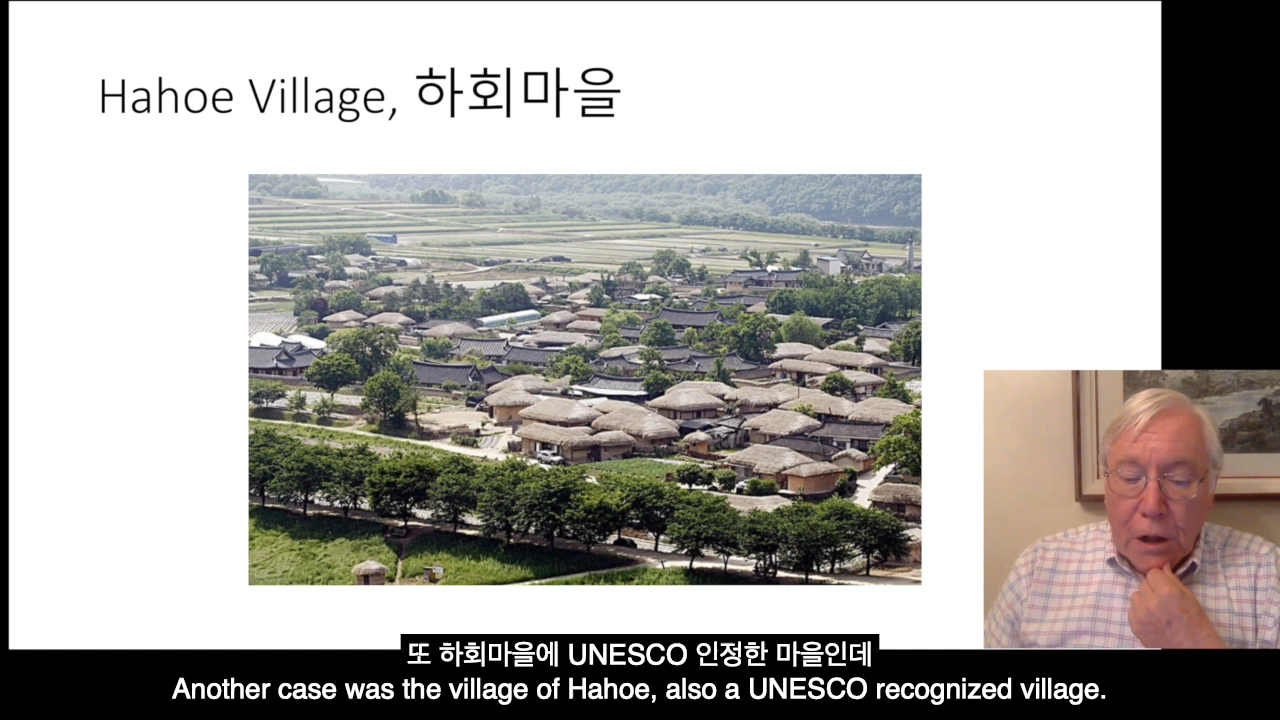 Hahoe Village, 하회마을
또 하회마을에 UNESCO 인정한 마을인데
Another case was the village of Hahoe, also a UNESCO recognized village.